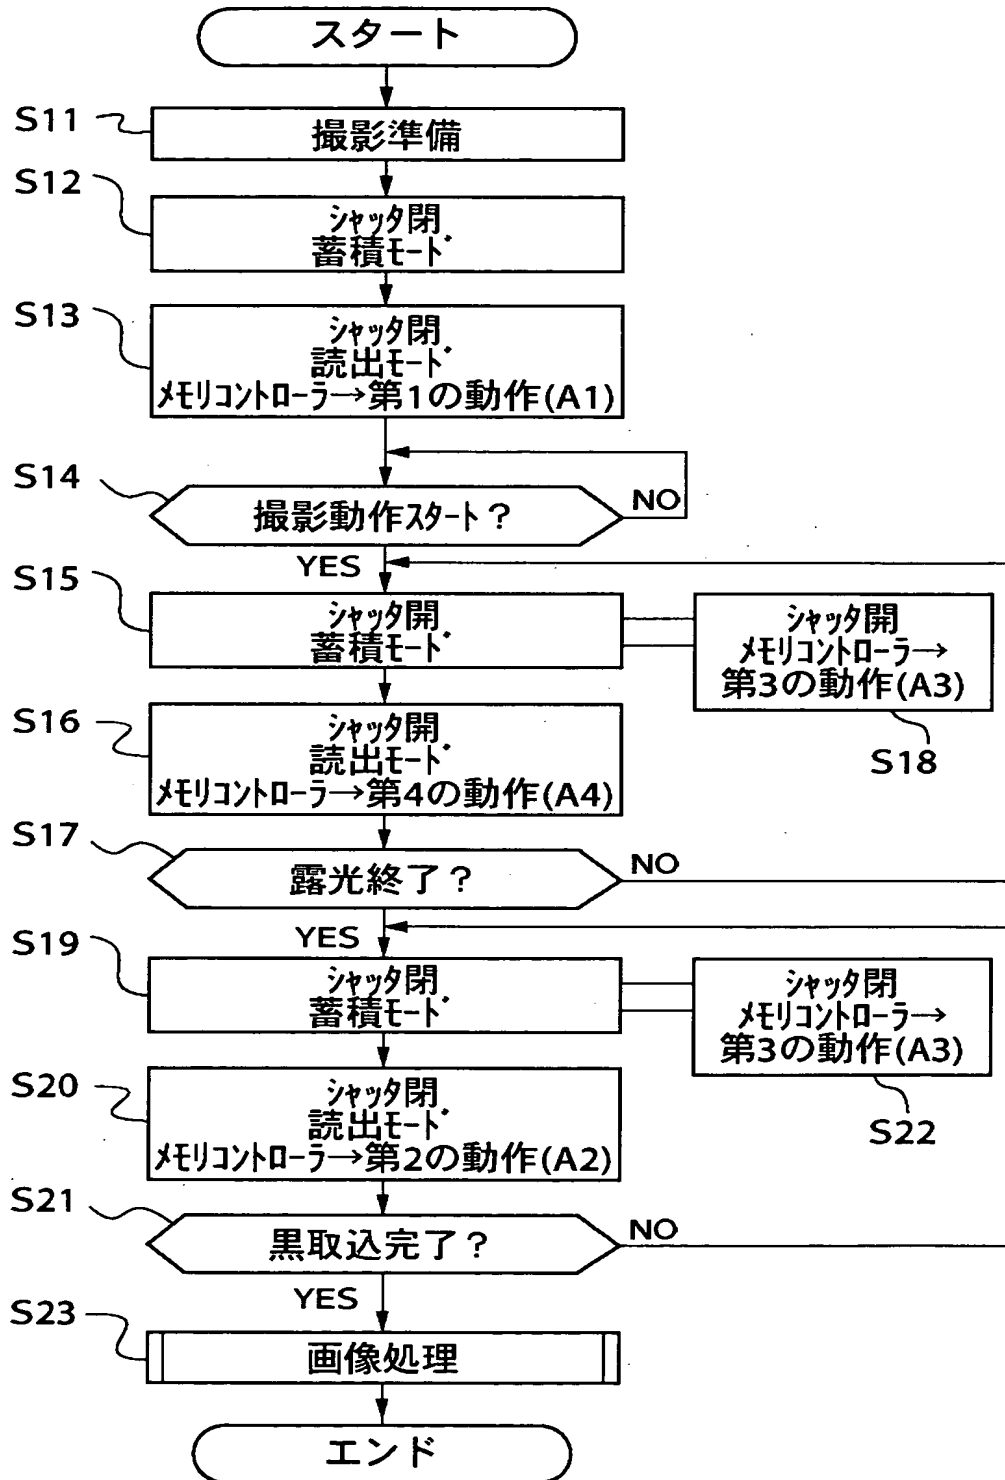 スタート
S11
撮影準備
S12
シャッタ閉
蓄積モード
S13
シャッタ閉
読出モード
メモリコントローラ→第1の動作(A1)
S14
撮影動作スタート？
NO
YES
S15
シャッタ開
蓄積モード
シャッタ開
メモリコントローラ→
第3の動作(A3)
S18
S16
シャッタ開
読出モード
メモリコントローラ→第4の動作(A4)
S17
露光終了？
NO
YES
S19
シャッタ閉
蓄積モード
シャッタ閉
メモリコントローラ→
第3の動作(A3)
S22
S20
シャッタ閉
読出モード
メモリコントローラ→第2の動作(A2)
S21
黒取込完了？
NO
YES
S23
画像処理
エンド